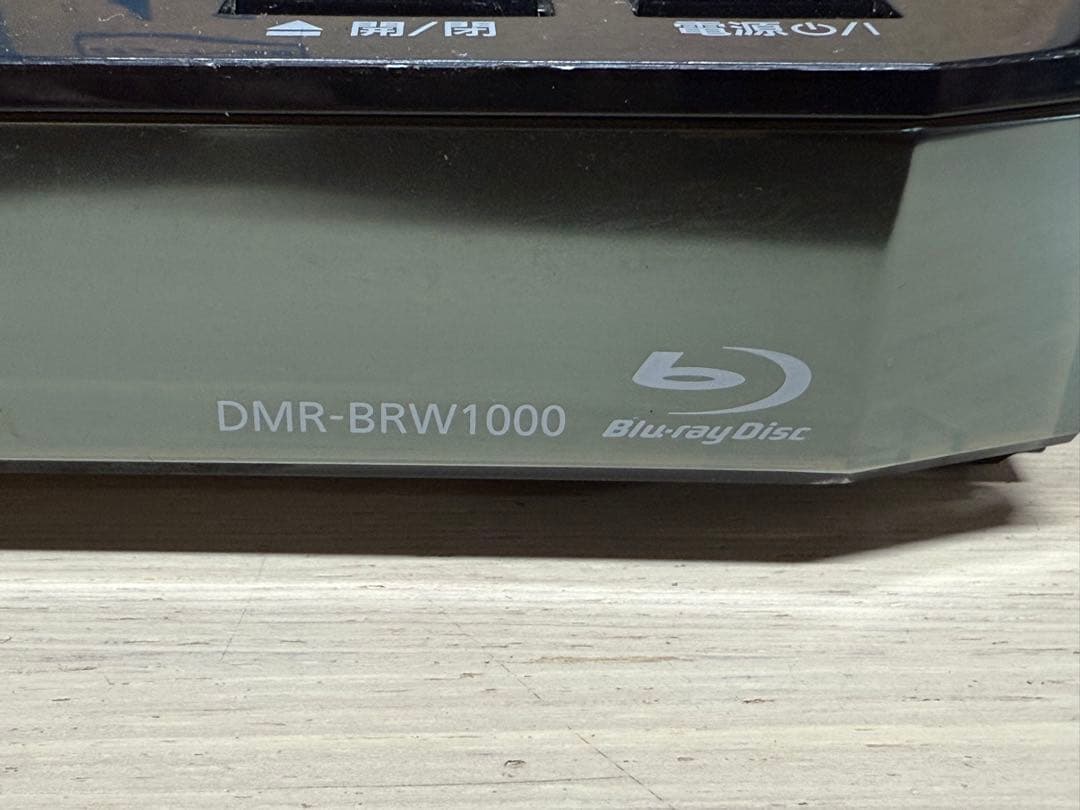 ⏏ 開/閉
電源⏻/I
DMR-BRW1000
Blu-ray Disc